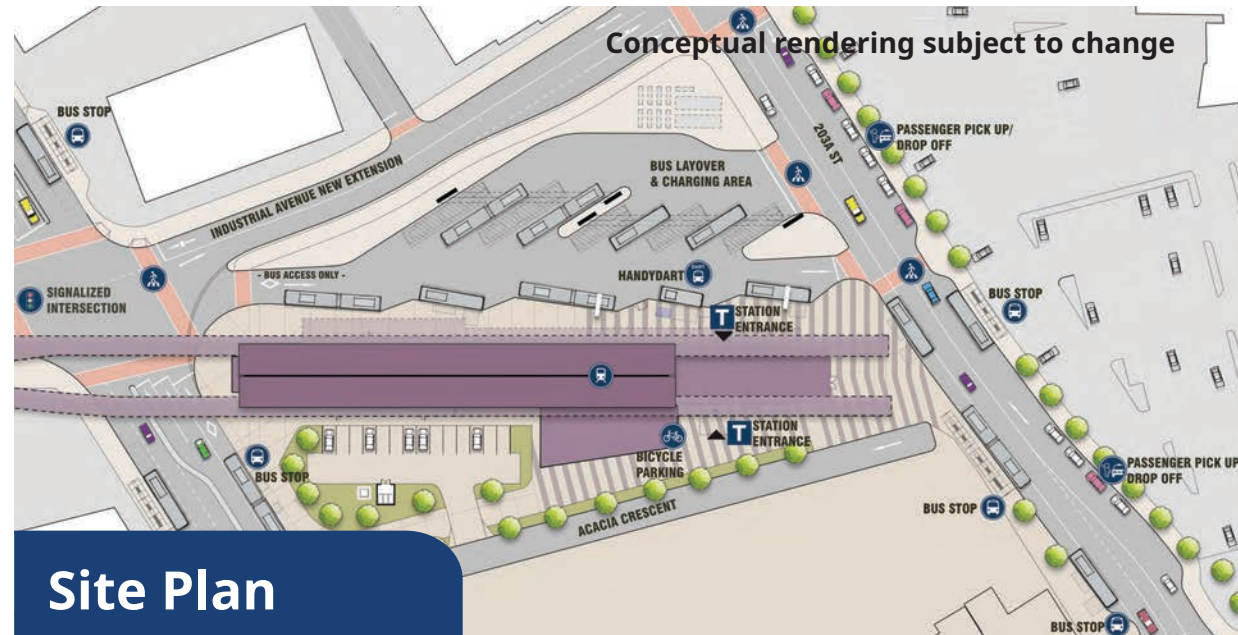 Conceptual rendering subject to change
BUS STOP
203A ST
PASSENGER PICK UP/
DROP OFF
INDUSTRIAL AVENUE NEW EXTENSION
BUS LAYOVER
& CHARGING AREA
- BUS ACCESS ONLY -
HANDYDART
SIGNALIZED
INTERSECTION
BUS STOP
T STATION
ENTRANCE
T STATION
ENTRANCE
BICYCLE
PARKING
BUS STOP
PASSENGER PICK UP
DROP OFF
ACACIA CRESCENT
BUS STOP
BUS STOP
Site Plan